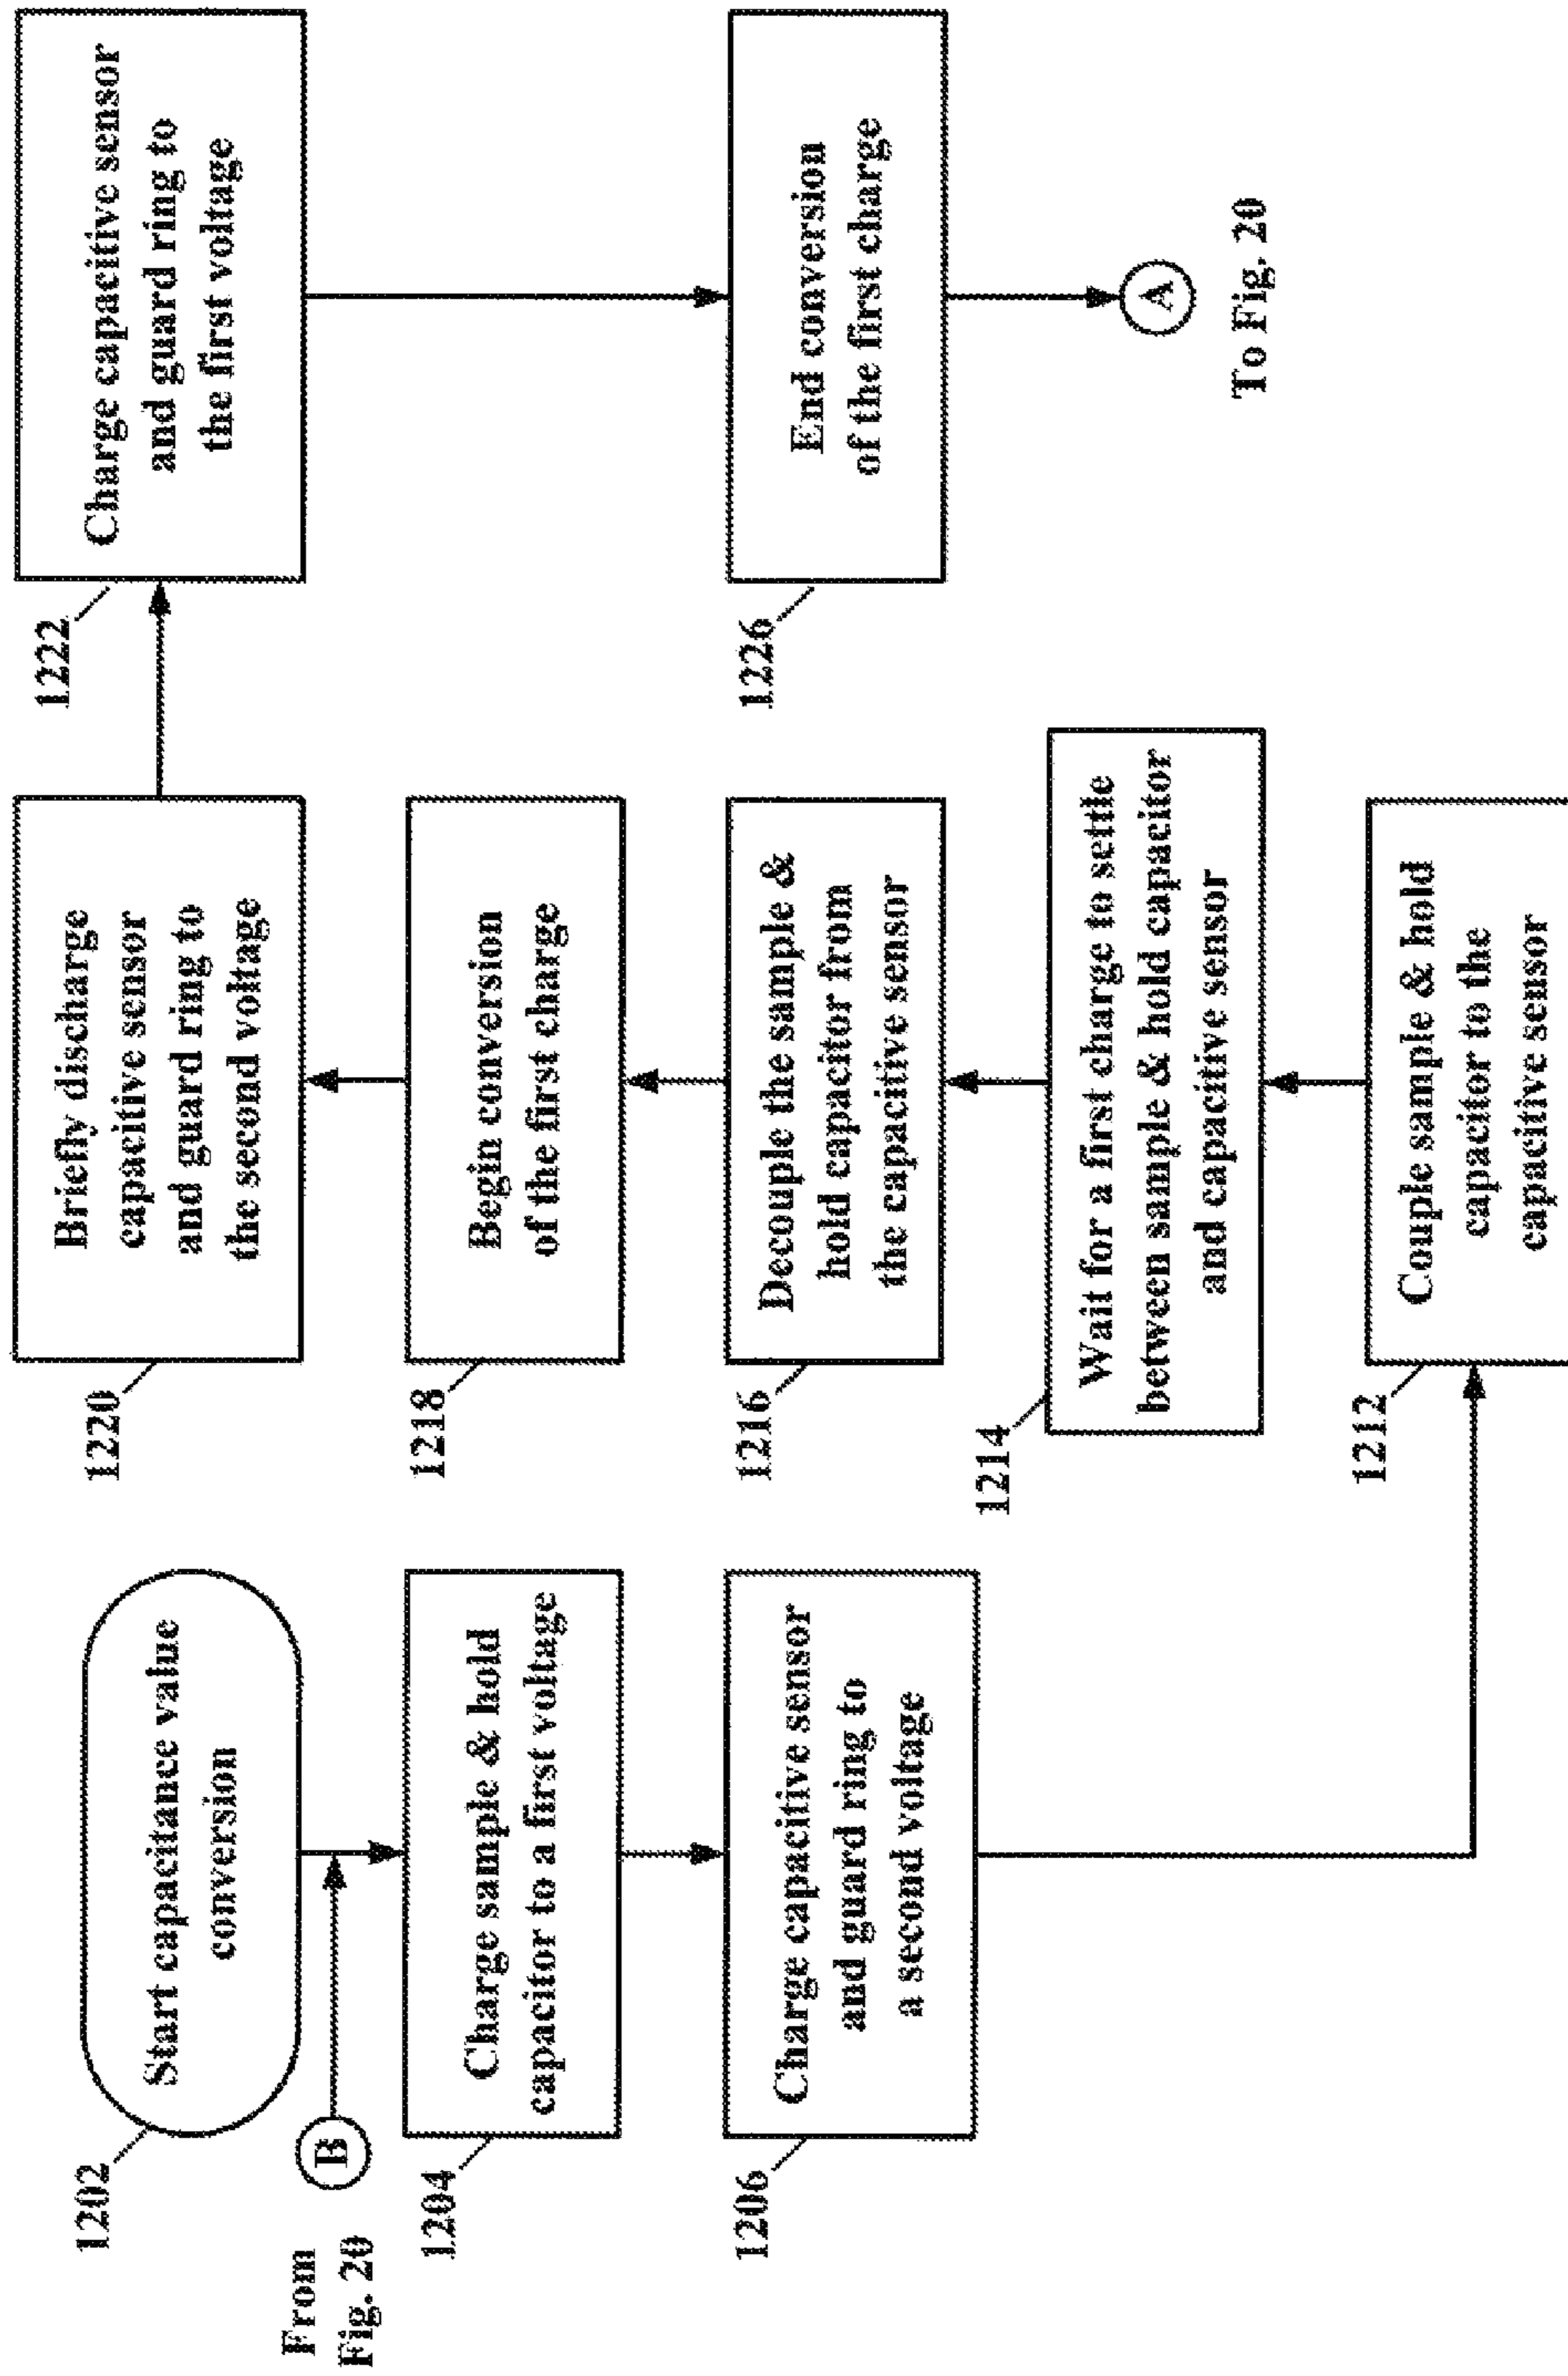 1202
Start capacitance value
conversion
From
Fig. 20
B
1204
Charge sample & hold
capacitor to a first voltage
1206
Charge capacitive sensor
and guard ring to
a second voltage
1212
Couple sample & hold
capacitor to the
capacitive sensor
1214
Wait for a first charge to settle
between sample & hold capacitor
and capacitive sensor
1216
Decouple the sample &
hold capacitor from
the capacitive sensor
1218
Begin conversion
of the first charge
1220
Briefly discharge
capacitive sensor
and guard ring to
the second voltage
1222
Charge capacitive sensor
and guard ring to
the first voltage
1226
End conversion
of the first charge
A
To Fig. 20